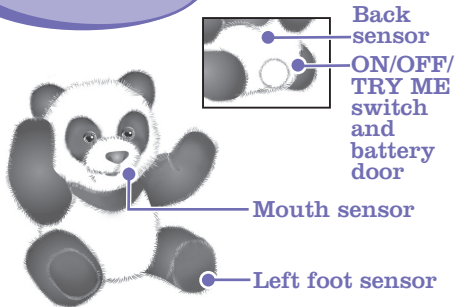 Back
sensor
ON/OFF/
TRY ME
switch
and
battery
door
Mouth sensor
Left foot sensor